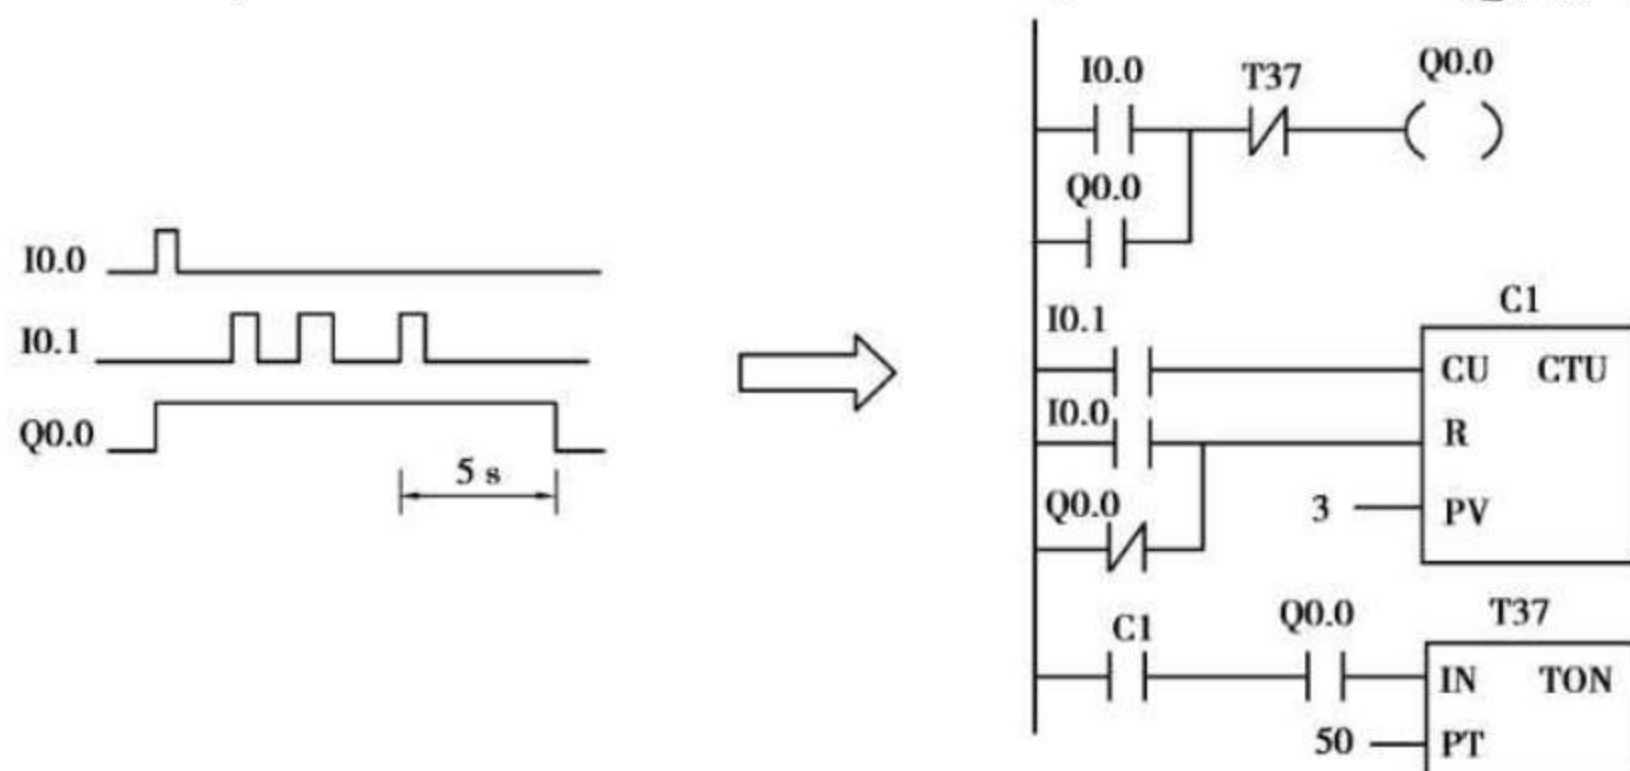 I0.0
I0.1
Q0.0
5 s
I0.0 T37 Q0.0
Q0.0
C1
I0.1
CU CTU
I0.0
R
Q0.0
3 PV
C1 Q0.0 T37
IN TON
50 PT